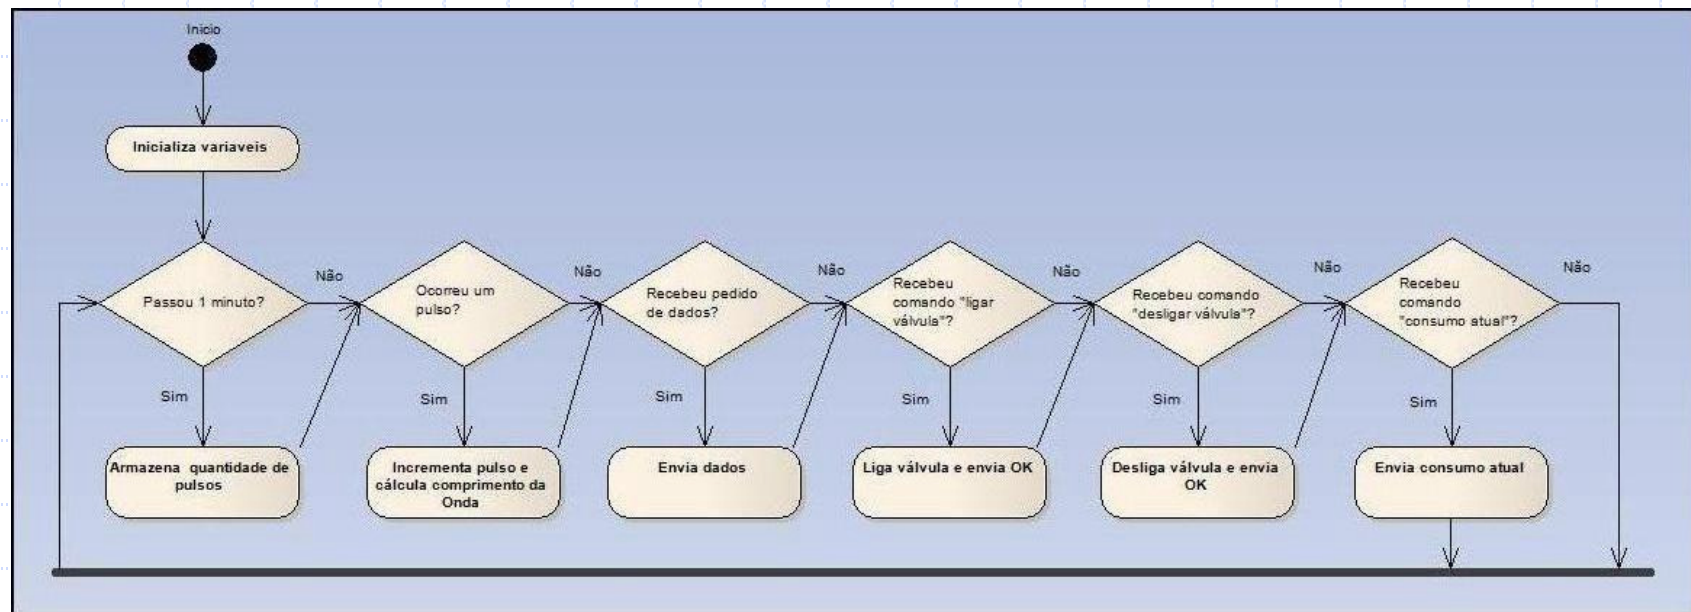 Inicio
Inicializa variaveis
Passou 1 minuto?
Não
Ocorreu um
pulso?
Não
Recebeu pedido
de dados?
Não
Recebeu
comando "ligar
válvula"?
Não
Recebeu comando
"desligar válvula"?
Não
Recebeu
comando
"consumo atual"?
Não
Sim
Sim
Sim
Sim
Sim
Sim
Armazena quantidade de
pulsos
Incrementa pulso e
cálcula comprimento da
Onda
Envia dados
Liga válvula e envia OK
Desliga válvula e envia
OK
Envia consumo atual